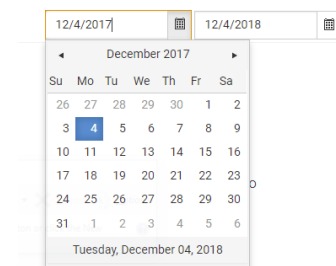 12/4/2017 12/4/2018
◄ December 2017 ►
Su Mo Tu We Th Fr Sa
26 27 28 29 30 1 2
3 4 5 6 7 8 9
10 11 12 13 14 15 16
17 18 19 20 21 22 23
24 25 26 27 28 29 30
31 1 2 3 4 5 6
Tuesday, December 04, 2018